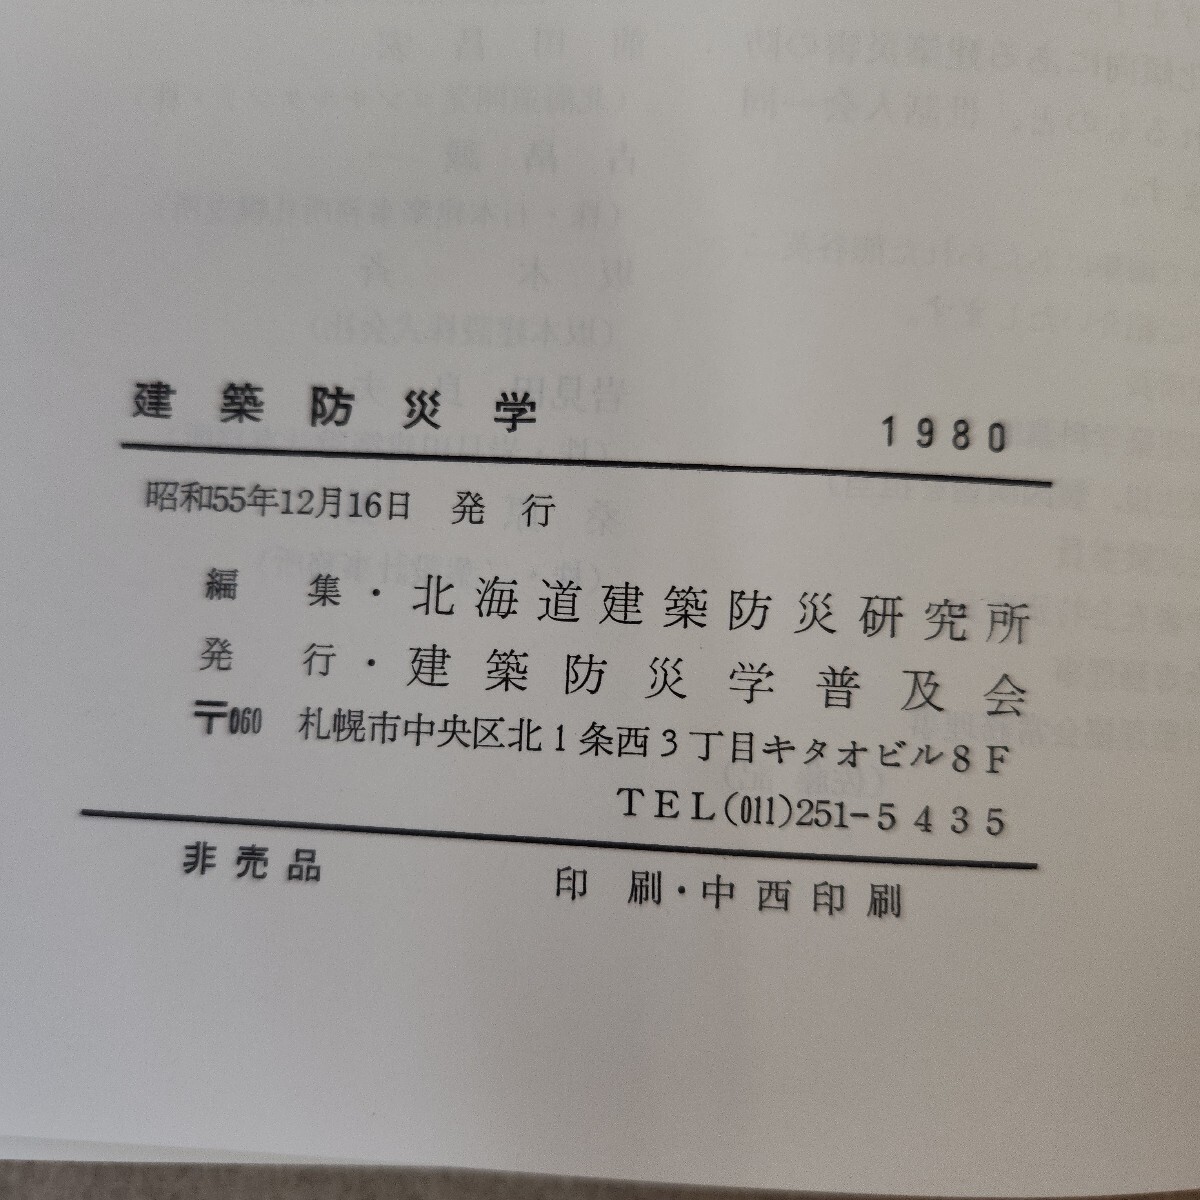 建築防災学 1980
昭和55年12月16日 発行
編集・北海道建築防災研究所
発行・建築防災学普及会
〒060 札幌市中央区北1条西3丁目キタオビル8F
TEL(011)251-5435
非売品 印刷・中西印刷